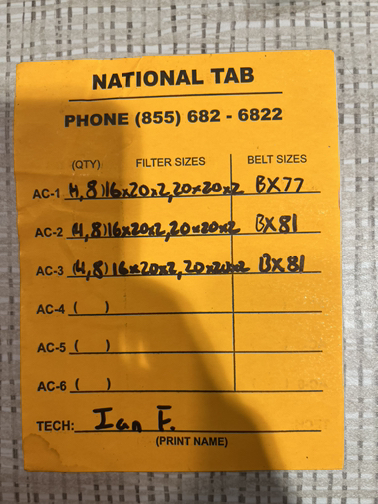 NATIONAL TAB
PHONE (855) 682 - 6822
(QTY) FILTER SIZES BELT SIZES
AC-1 (4,8) 16x20x2, 20x20x2 BX77
AC-2 (4,8) 16x20x2, 20x20x2 BX81
AC-3 (4,8) 16x20x2, 20x20x2 BX81
AC-4 ( )
AC-5 ( )
AC-6 ( )
TECH: Ian F.
(PRINT NAME)